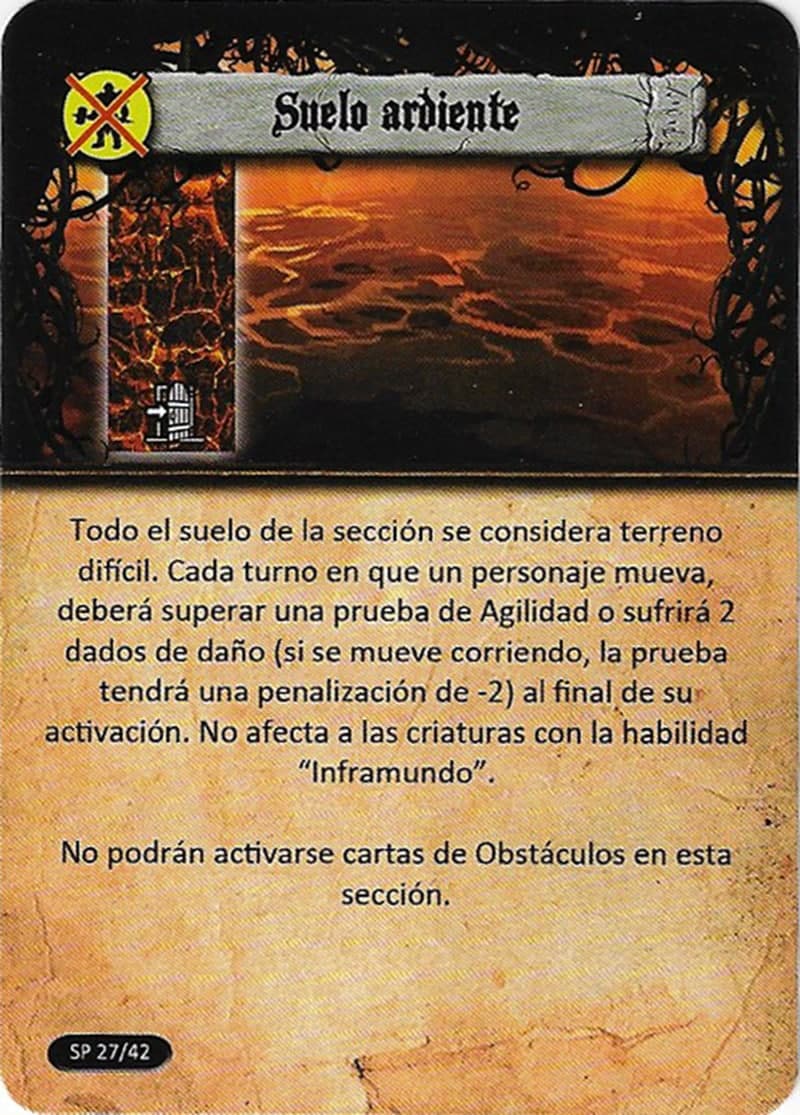 Suelo ardiente
Todo el suelo de la sección se considera terreno
difícil. Cada turno en que un personaje mueva,
deberá superar una prueba de Agilidad o sufrirá 2
dados de daño (si se mueve corriendo, la prueba
tendrá una penalización de -2) al final de su
activación. No afecta a las criaturas con la habilidad
“Inframundo”.
No podrán activarse cartas de Obstáculos en esta
sección.
SP 27/42